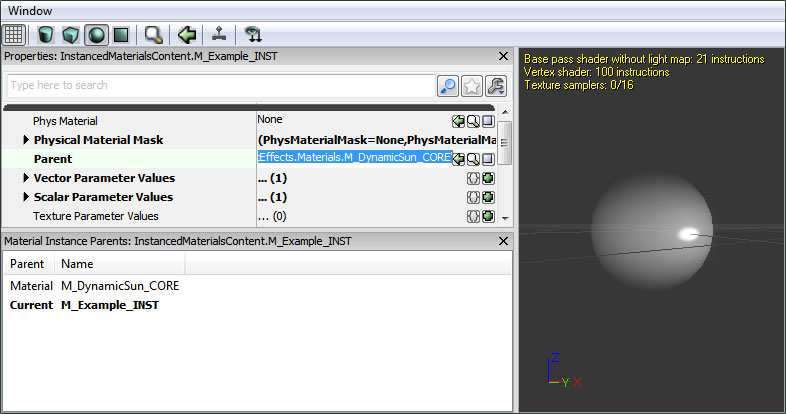 Window
Properties: InstancedMaterialsContent.M_Example_INST
Type here to search
Phys Material None
Physical Material Mask (PhysMaterialMask=None,PhysMaterialMa
Parent Effects.Materials.M_DynamicSun_CORE
Vector Parameter Values ... (1)
Scalar Parameter Values ... (1)
Texture Parameter Values ... (0)
Material Instance Parents: InstancedMaterialsContent.M_Example_INST
Parent Name
Material M_DynamicSun_CORE
Current M_Example_INST
Base pass shader without light map: 21 instructions
Vertex shader: 100 instructions
Texture samplers: 0/16
Z
Y X